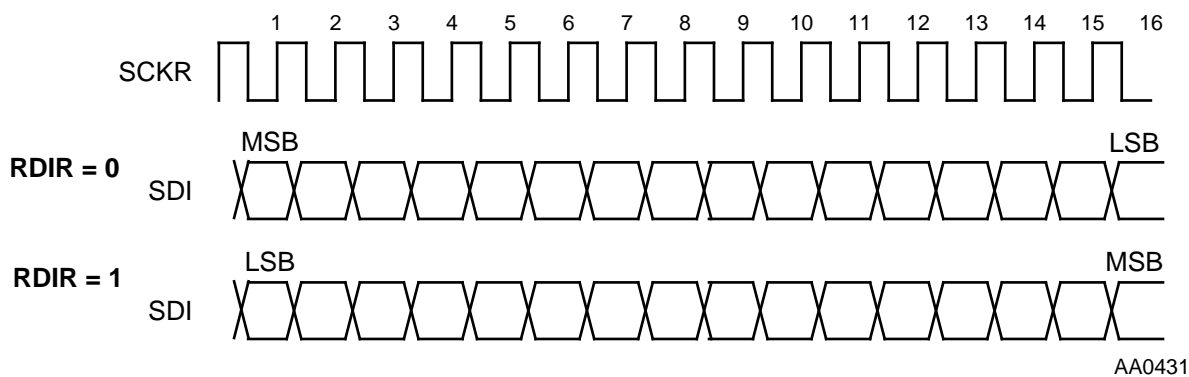 1 2 3 4 5 6 7 8 9 10 11 12 13 14 15 16
SCKR
MSB LSB
RDIR = 0
SDI
LSB MSB
RDIR = 1
SDI
AA0431